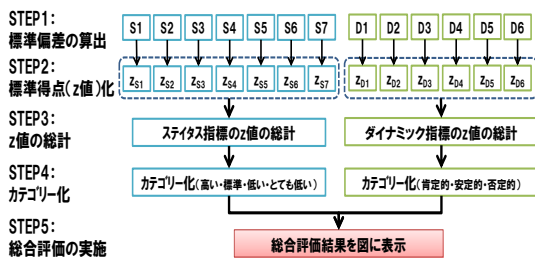 STEP1:
標準偏差の算出
S1 S2 S3 S4 S5 S6 S7
D1 D2 D3 D4 D5 D6
STEP2:
標準得点(z値)化
zS1 zS2 zS3 zS4 zS5 zS6 zS7
zD1 zD2 zD3 zD4 zD5 zD6
STEP3:
z値の総計
ステイタス指標のz値の総計
ダイナミック指標のz値の総計
STEP4:
カテゴリー化
カテゴリー化(高い・標準・低い・とても低い)
カテゴリー化(肯定的・安定的・否定的)
STEP5:
総合評価の実施
総合評価結果を図に表示